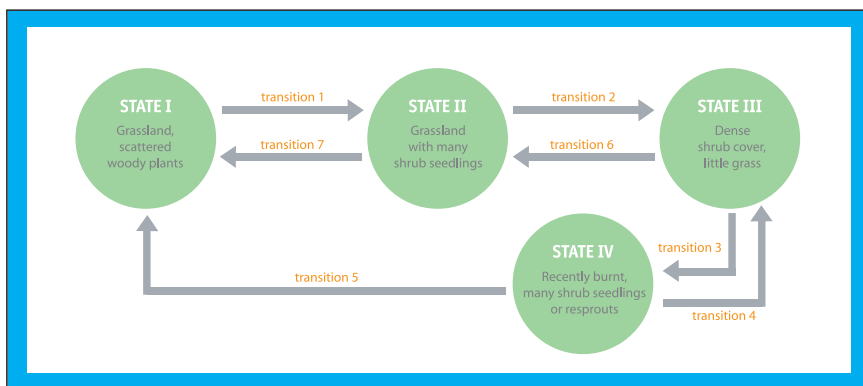 STATE I
Grassland,
scattered
woody plants
transition 1
transition 7
STATE II
Grassland
with many
shrub seedlings
transition 2
transition 6
STATE III
Dense
shrub cover,
little grass
transition 3
STATE IV
Recently burnt,
many shrub seedlings
or resprouts
transition 4
transition 5